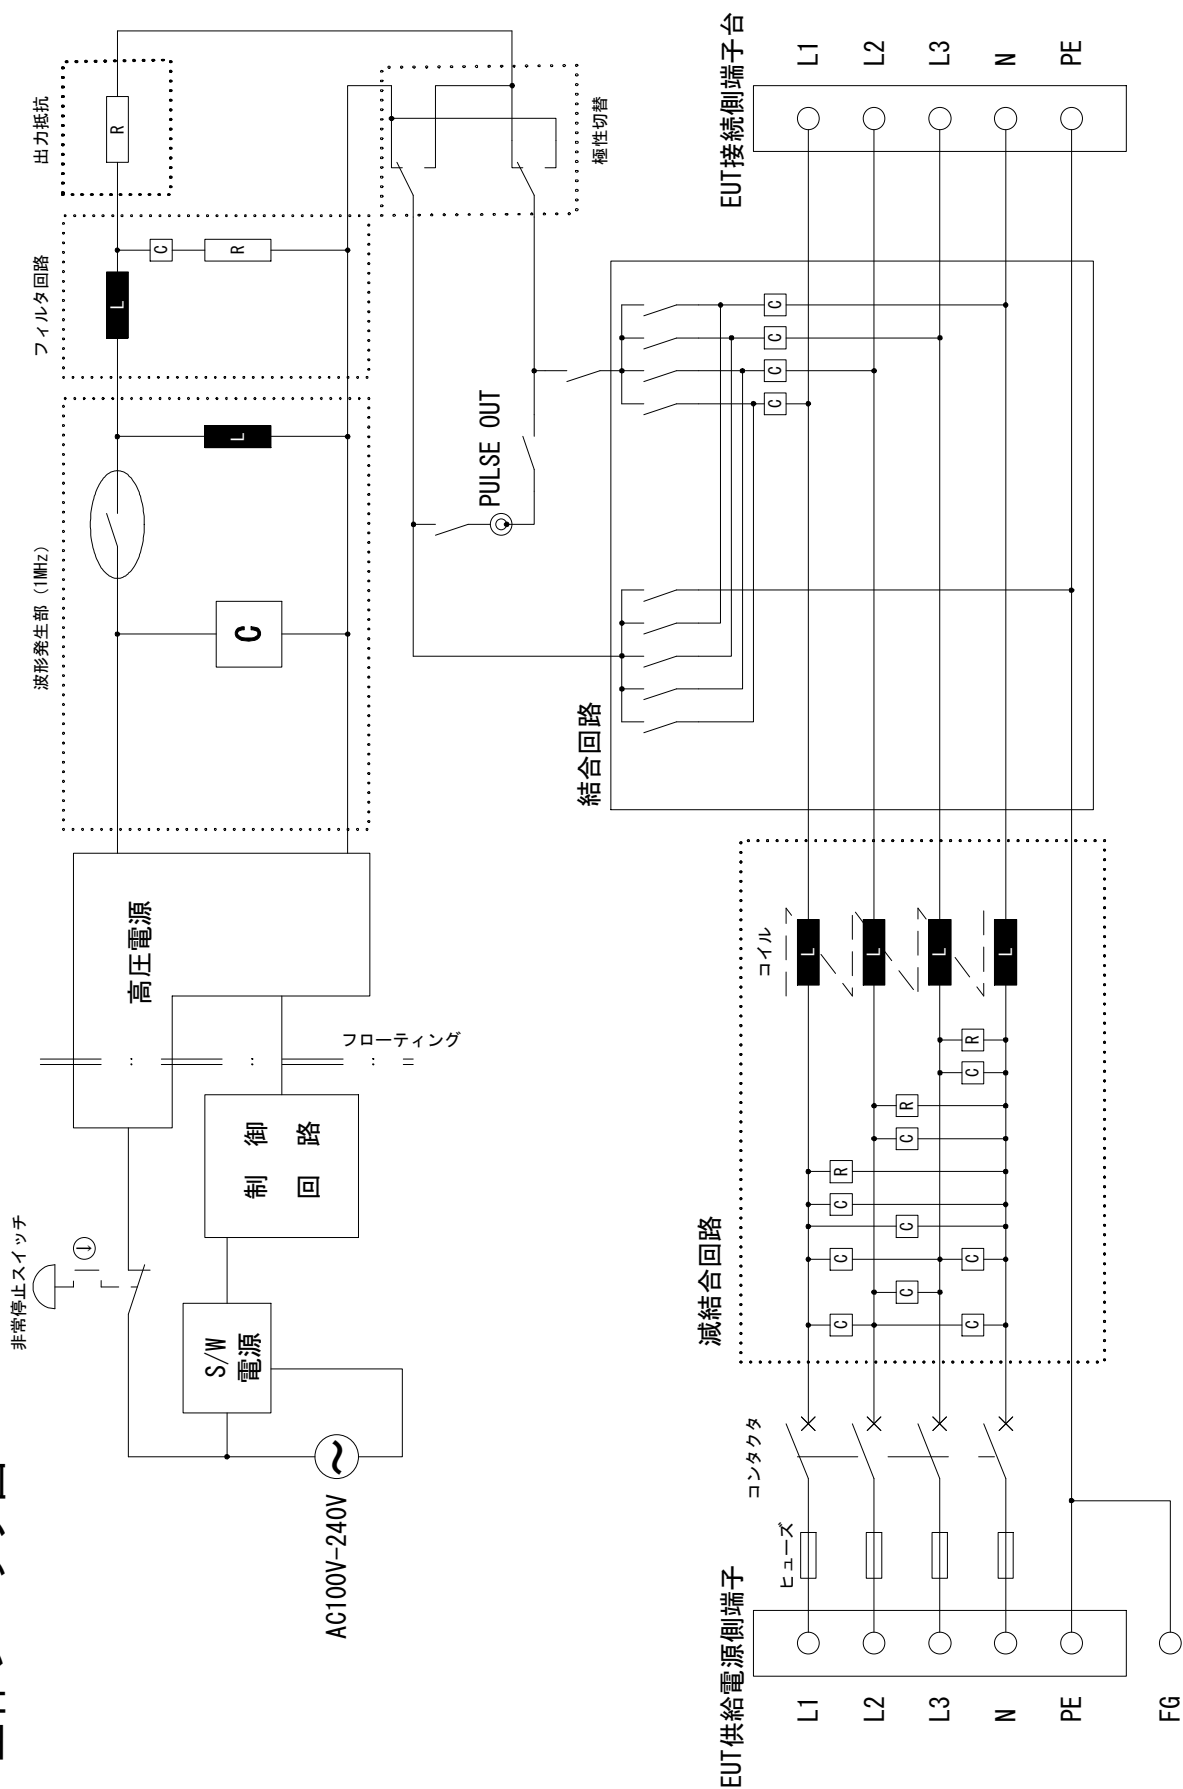 非常停止スイッチ
AC100V-240V
S/W
電源
制 御
回 路
フローティング
高圧電源
波形発生部 (1MHz)
C
L
フィルタ回路
L
C
R
出力抵抗
R
極性切替
PULSE OUT
結合回路
C
C
C
C
減結合回路
コイル
L
L
L
L
C
C
C
C
C
C
C
R
C
R
C
R
コンタクタ
ヒューズ
EUT供給電源側端子
L1
L2
L3
N
PE
FG
EUT接続側端子台
L1
L2
L3
N
PE